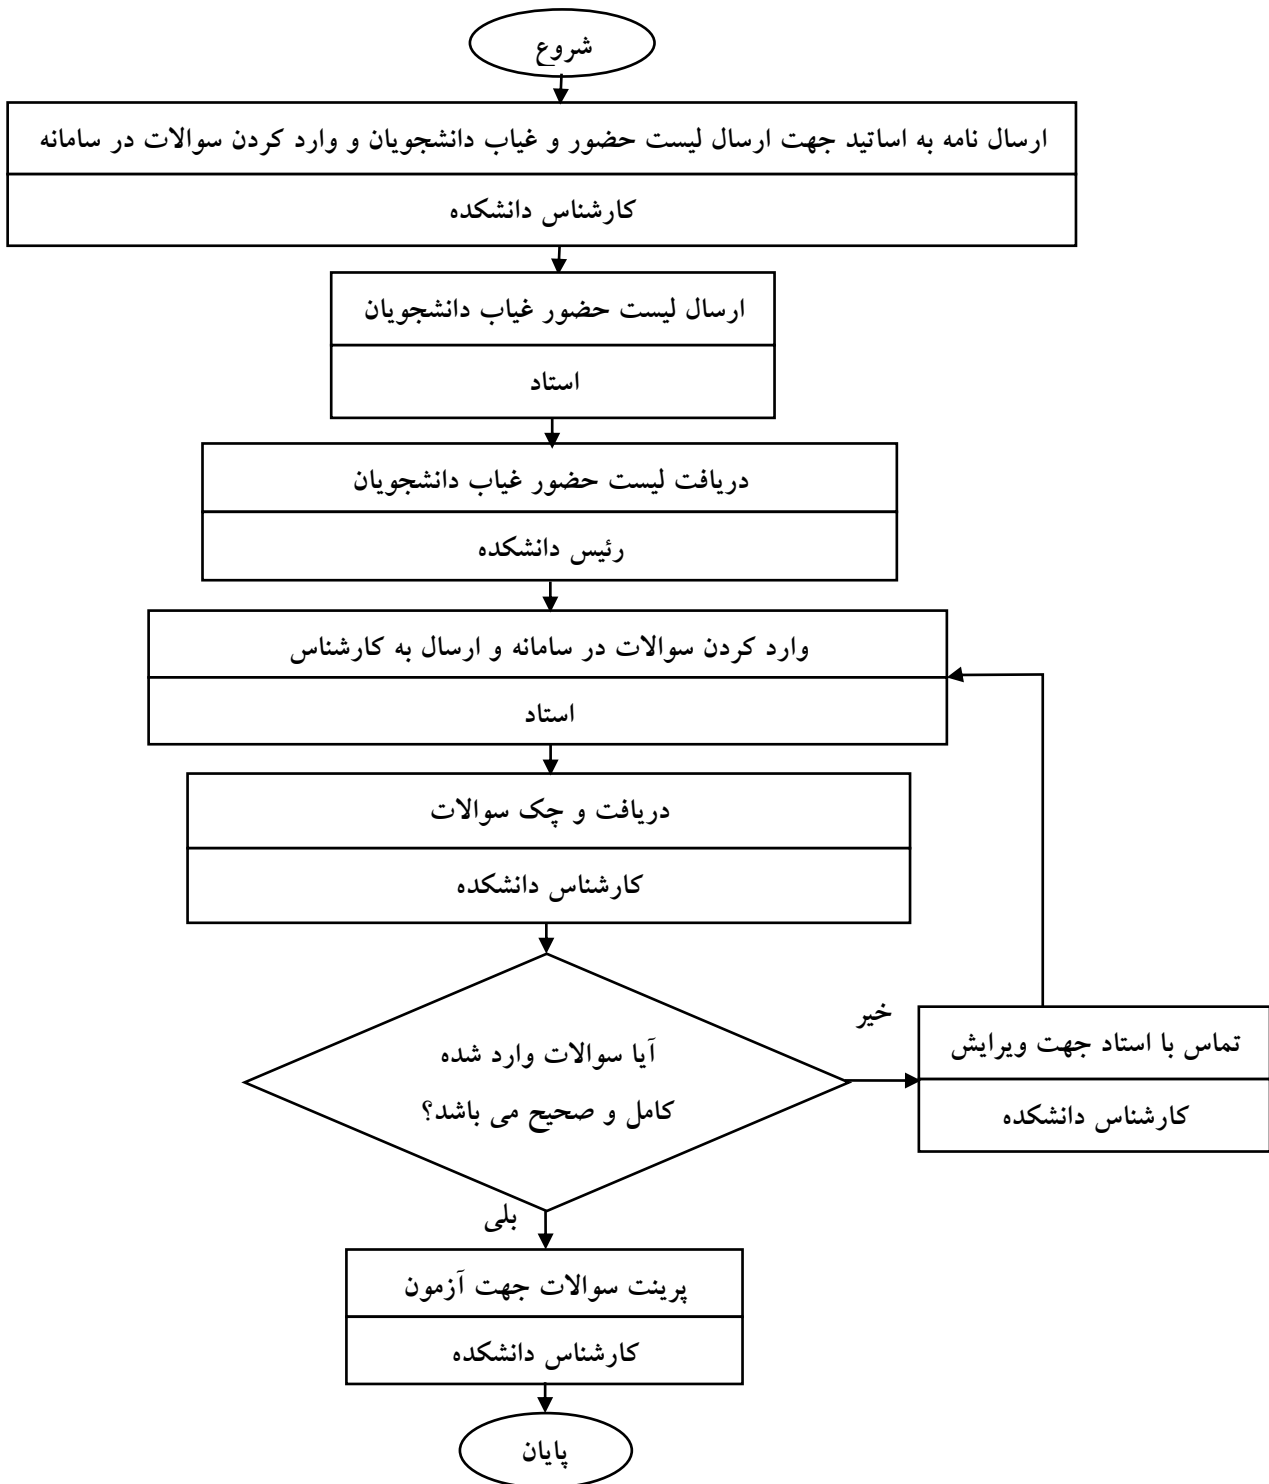 شروع
ارسال نامه به اساتید جهت ارسال لیست حضور و غیاب دانشجویان و وارد کردن سوالات در سامانه
کارشناس دانشکده
ارسال لیست حضور غیاب دانشجویان
استاد
دریافت لیست حضور غیاب دانشجویان
رئیس دانشکده
وارد کردن سوالات در سامانه و ارسال به کارشناس
استاد
دریافت و چک سوالات
کارشناس دانشکده
آیا سوالات وارد شده
کامل و صحیح می باشد؟
خیر
تماس با استاد جهت ویرایش
کارشناس دانشکده
بلی
پرینت سوالات جهت آزمون
کارشناس دانشکده
پایان